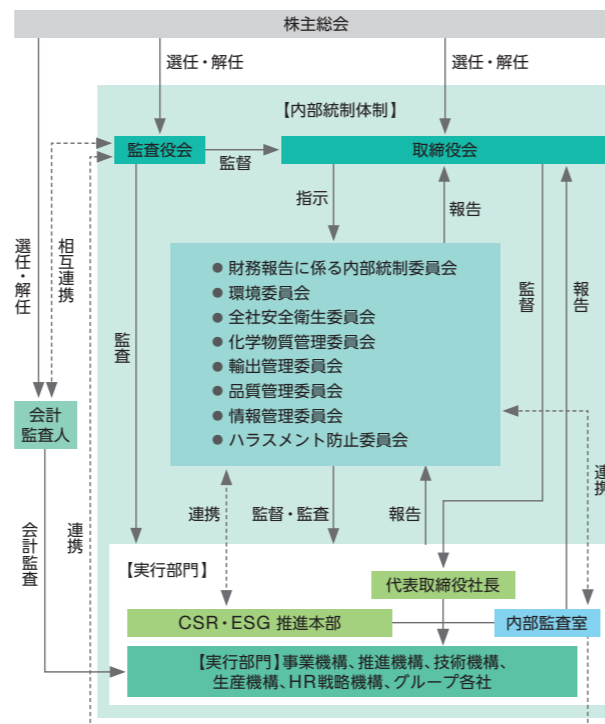 株主総会
選任・解任
選任・解任
【内部統制体制】
監査役会
監督
取締役会
指示
報告
選任・解任
相互連携
監査
● 財務報告に係る内部統制委員会
● 環境委員会
● 全社安全衛生委員会
● 化学物質管理委員会
● 輸出管理委員会
● 品質管理委員会
● 情報管理委員会
● ハラスメント防止委員会
監督
報告
会計
監査人
連携
会計監査
連携
連携
監督・監査
報告
【実行部門】
代表取締役社長
CSR・ESG 推進本部
内部監査室
【実行部門】事業機構、推進機構、技術機構、
生産機構、HR戦略機構、グループ各社